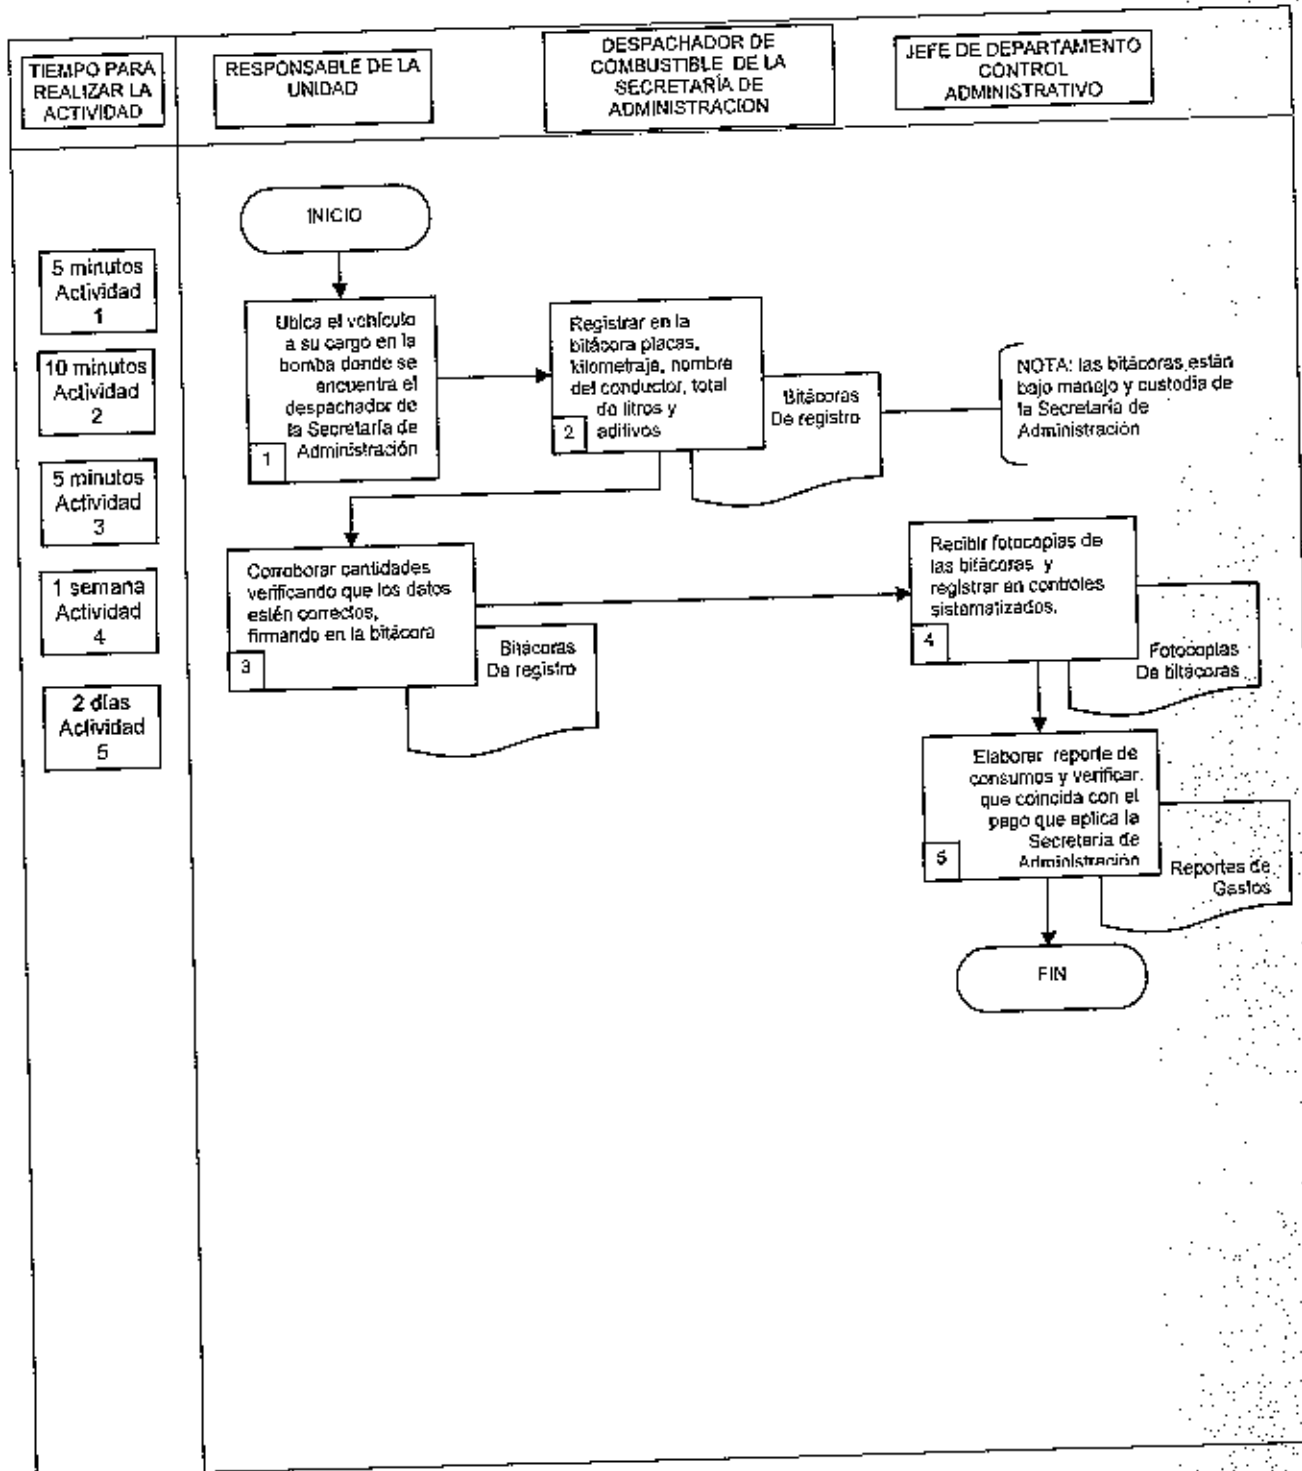 TIEMPO PARA
REALIZAR LA
ACTIVIDAD
RESPONSABLE DE LA
UNIDAD
DESPACHADOR DE
COMBUSTIBLE DE LA
SECRETARÍA DE
ADMINISTRACION
JEFE DE DEPARTAMENTO
CONTROL
ADMINISTRATIVO
INICIO
5 minutos
Actividad
1
10 minutos
Actividad
2
5 minutos
Actividad
3
1 semana
Actividad
4
2 días
Actividad
5
Ubica el vehículo
a su cargo en la
bomba donde se
encuentra el
despachador de
la Secretaría de
Administración
1
Registrar en la
bitácora placas,
kilometraje, nombre
del conductor, total
de litros y
aditivos
2
Bitácoras
De registro
NOTA: las bitácoras están
bajo manejo y custodia de
la Secretaría de
Administración
Corroborar cantidades
verificando que los datos
estén correctos,
firmando en la bitácora
3
Bitácoras
De registro
Recibir fotocopias de
las bitácoras y
registrar en controles
sistematizados.
4
Fotocopias
De bitácoras
Elaborar reporte de
consumos y verificar.
que coincida con el
pago que aplica la
Secretaría de
Administración
5
Reportes de
Gastos
FIN